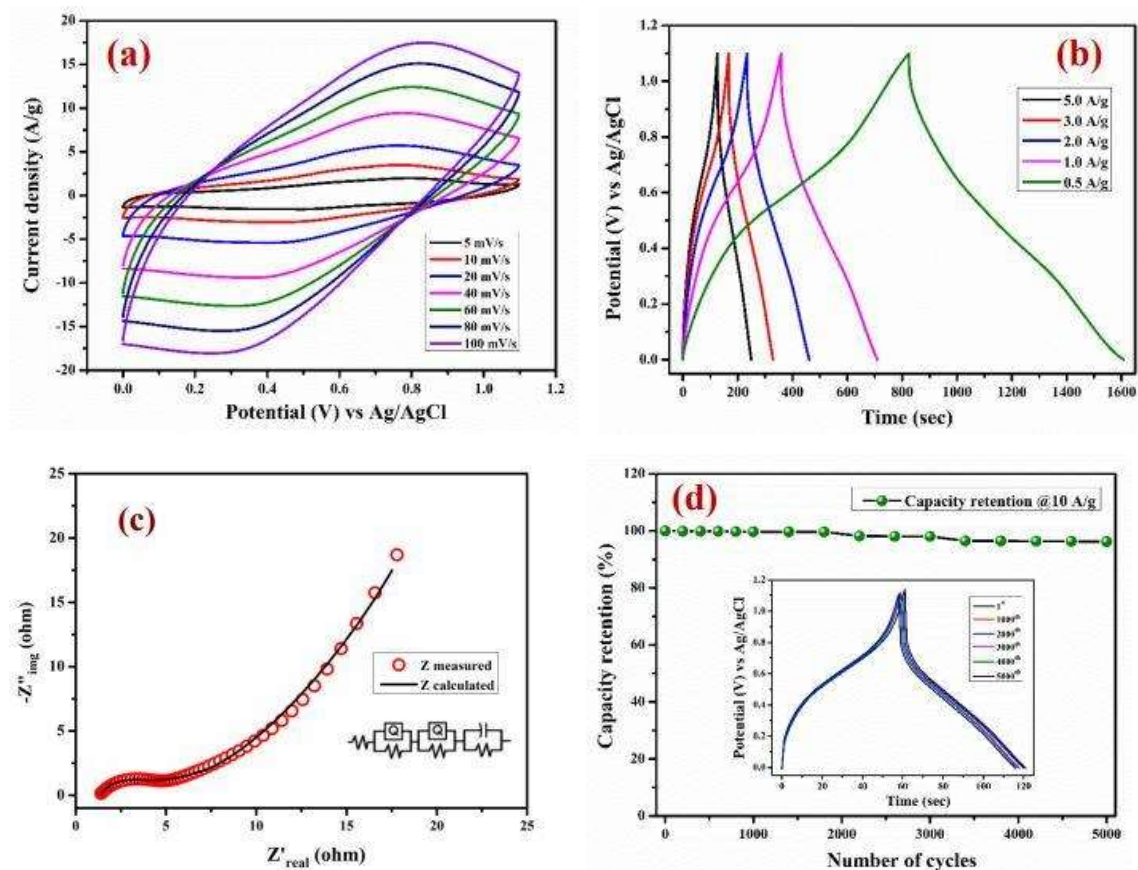 (a)
Current density (A/g)
20
15
10
5
0
-5
-10
-15
-20
5 mV/s
10 mV/s
20 mV/s
40 mV/s
60 mV/s
80 mV/s
100 mV/s
0.0 0.2 0.4 0.6 0.8 1.0 1.2
Potential (V) vs Ag/AgCl
(b)
Potential (V) vs Ag/AgCl
1.2
1.0
0.8
0.6
0.4
0.2
0.0
5.0 A/g
3.0 A/g
2.0 A/g
1.0 A/g
0.5 A/g
0 200 400 600 800 1000 1200 1400 1600
Time (sec)
(c)
-Z"img (ohm)
25
20
15
10
5
0
Z measured
Z calculated
Q Q
0 5 10 15 20 25
Z'real (ohm)
(d)
Capacity retention (%)
120
100
80
60
40
20
0
Capacity retention @10 A/g
Potential (V) vs Ag/AgCl
1.2
1.0
0.8
0.6
0.4
0.2
0.0
1000th
2000th
3000th
4000th
5000th
0 20 40 60 80 100 120
Time (sec)
0 1000 2000 3000 4000 5000
Number of cycles